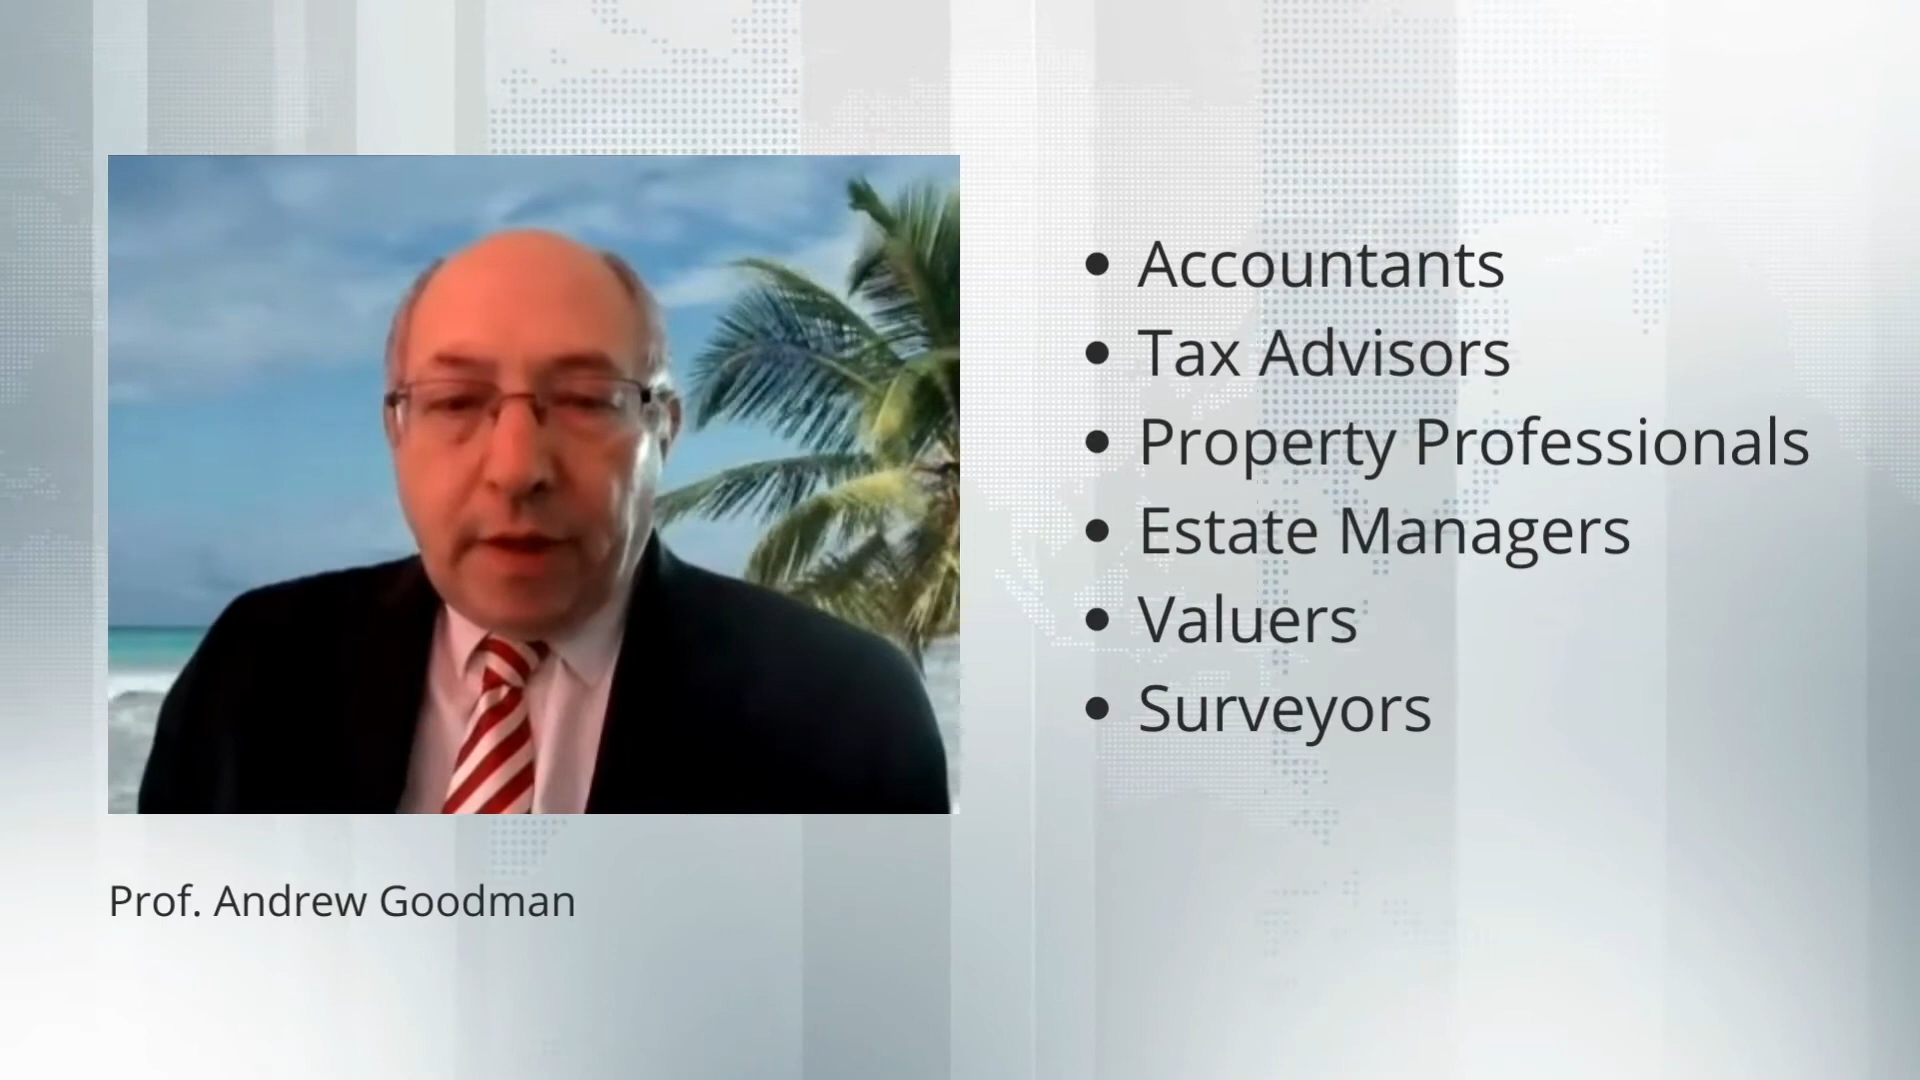 Accountants
Tax Advisors
Property Professionals
Estate Managers
Valuers
Surveyors
Prof. Andrew Goodman